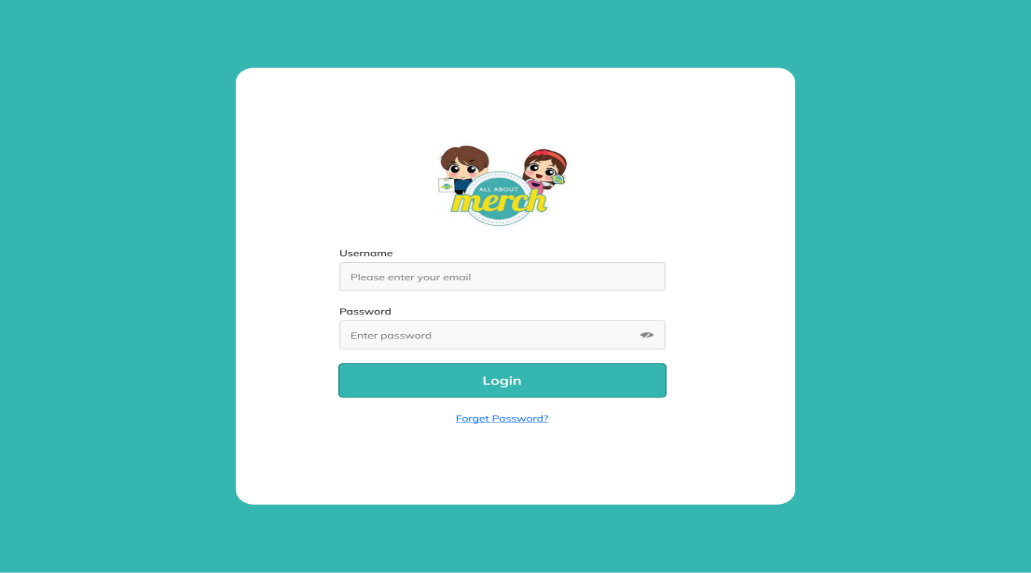 ALL ABOUT
merch
Username
Please enter your email
Password
Enter password
Login
Forget Password?